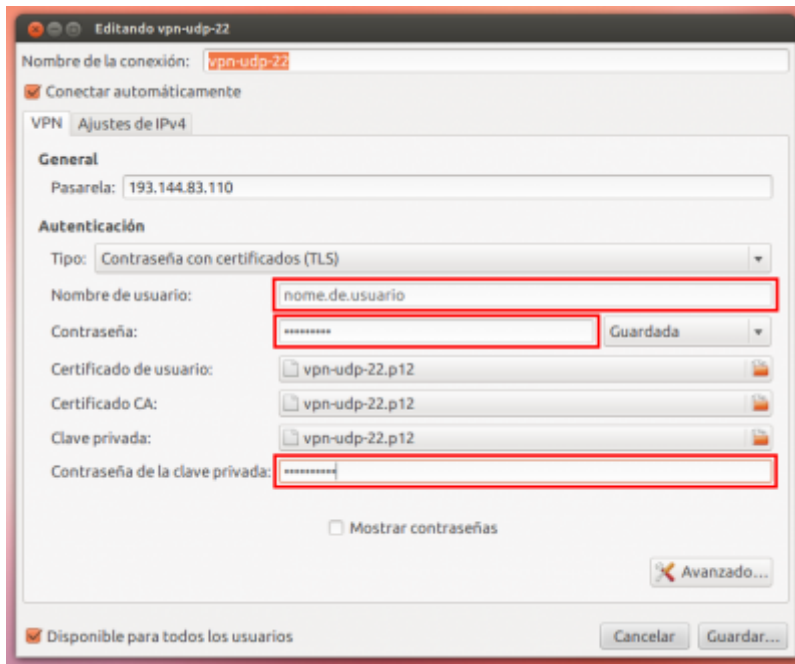 Editando vpn-udp-22
Nombre de la conexión: vpn-udp-22
Conectar automáticamente
VPN Ajustes de IPv4
General
Pasarela: 193.144.83.110
Autenticación
Tipo: Contraseña con certificados (TLS)
Nombre de usuario: nome.de.usuario
Contraseña: ••••••••• Guardada
Certificado de usuario: vpn-udp-22.p12
Certificado CA: vpn-udp-22.p12
Clave privada: vpn-udp-22.p12
Contraseña de la clave privada: ••••••••••
Mostrar contraseñas
Avanzado...
Disponible para todos los usuarios Cancelar Guardar...